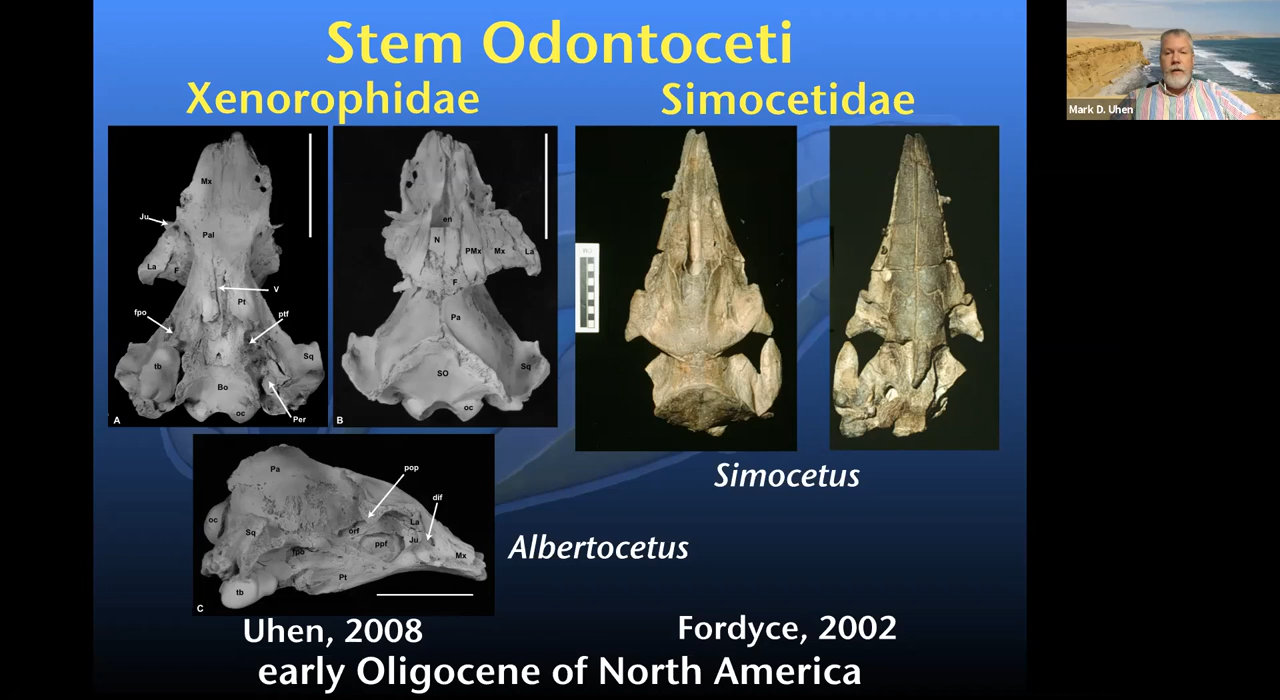 Stem Odontoceti
Xenorophidae
Simocetidae
Mark D. Uhen
Mx
Ju
Pal
La
F
V
Pt
fpo
ptf
Sq
tb
Bo
oc
Per
A
en
N
PMx
Mx
La
F
Pa
SO
Sq
oc
B
Simocetus
Pa
pop
dif
oc
Sq
orf
La
Ju
ppf
Mx
fpo
Pt
tb
C
Albertocetus
Uhen, 2008
Fordyce, 2002
early Oligocene of North America